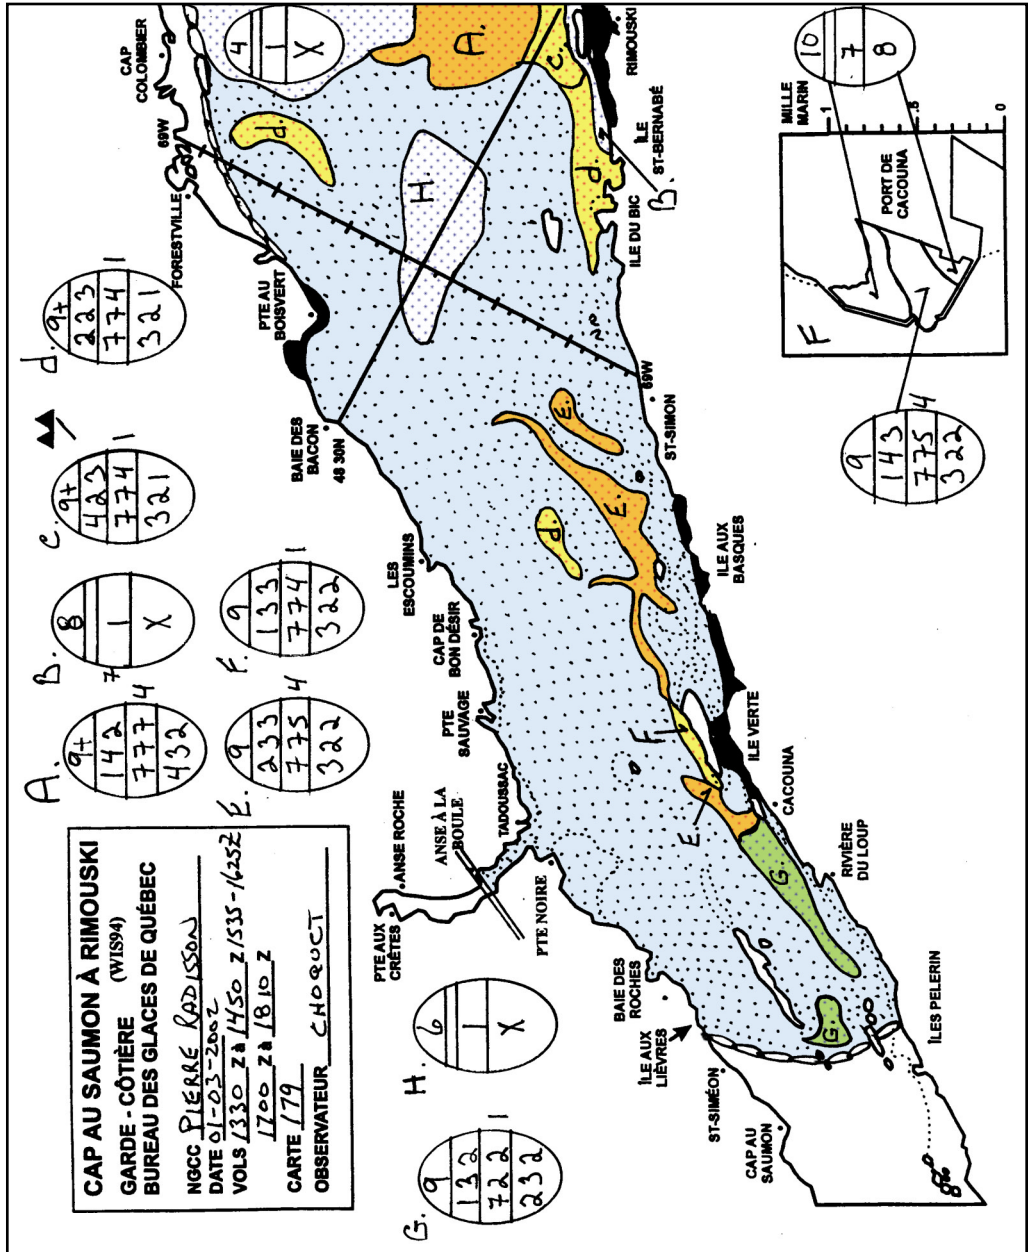 CAP AU SAUMON À RIMOUSKI
GARDE - CÔTIÈRE (WIS94)
BUREAU DES GLACES DE QUÉBEC
NGCC PIERRE RADISSON
DATE 01-03-2002
VOLS 1330 Z à 1450 Z 1535-1625Z
1700 Z à 1810 Z
CARTE 179
OBSERVATEUR CHOQUET
A.
9+
142
777 4
432
B.
8
7 1
X
C.
9+
423
774 1
321
d.
9+
223
774 1
321
E.
9
233
775 4
322
F.
9
133
774 1
322
G.
9
132
722 1
232
H.
6
1
X
4
1
X
CAP COLOMBIER
69W
FORESTVILLE
PTE AU BOISVERT
BAIE DES BACON
48 30N
LES ESCOUMINS
CAP DE BON DÉSIR
PTE SAUVAGE
TADOUSSAC
ANSE À LA BOULE
ANSE ROCHE
PTE AUX CRÊTES
PTE NOIRE
BAIE DES ROCHES
ÎLE AUX LIÈVRES
ST-SIMÉON
CAP AU SAUMON
ÎLES PELERIN
RIVIÈRE DU LOUP
CACOUNA
ILE VERTE
ILE AUX BASQUES
ST-SIMON
69W
ILE DU BIC
ÎLE ST-BERNABÉ
RIMOUSKI
A.
C.
d.
d
H
B.
E.
E.
d.
F
E
G.
G
F
PORT DE CACOUNA
MILLE MARIN
1
.5
0
10
7
8
9
143
775 4
322